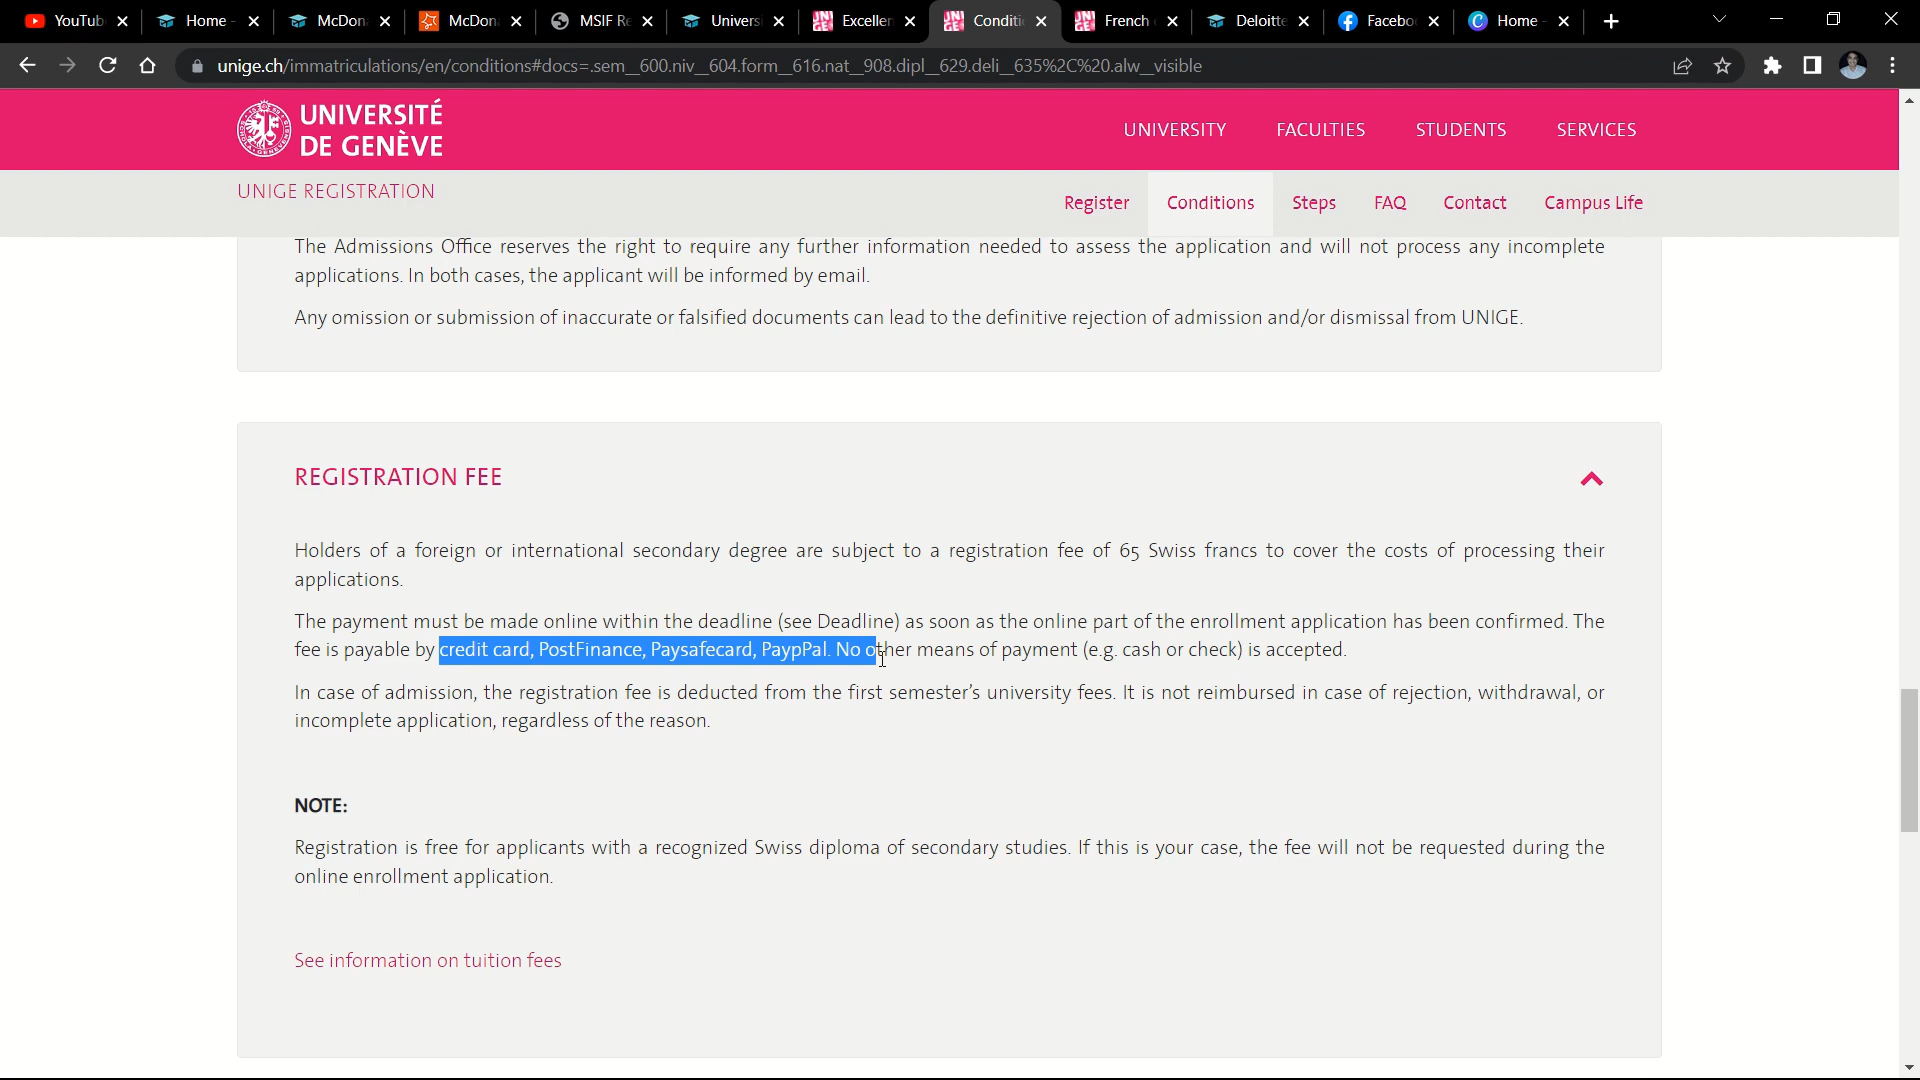 YouTub
Home -
McDon
McDon
MSIF Re
Universi
Excellen
Conditi
French
Deloitte
Facebo
Home -
unige.ch/immatriculations/en/conditions#docs=.sem__600.niv__604.form__616.nat__908.dipl__629.deli__635%2C%20.alw__visible
UNIVERSITÉ
DE GENÈVE
UNIVERSITY
FACULTIES
STUDENTS
SERVICES
UNIGE REGISTRATION
Register
Conditions
Steps
FAQ
Contact
Campus Life
The Admissions Office reserves the right to require any further information needed to assess the application and will not process any incomplete
applications. In both cases, the applicant will be informed by email.
Any omission or submission of inaccurate or falsified documents can lead to the definitive rejection of admission and/or dismissal from UNIGE.
REGISTRATION FEE
Holders of a foreign or international secondary degree are subject to a registration fee of 65 Swiss francs to cover the costs of processing their
applications.
The payment must be made online within the deadline (see Deadline) as soon as the online part of the enrollment application has been confirmed. The
fee is payable by credit card, PostFinance, Paysafecard, PaypPal. No other means of payment (e.g. cash or check) is accepted.
In case of admission, the registration fee is deducted from the first semester's university fees. It is not reimbursed in case of rejection, withdrawal, or
incomplete application, regardless of the reason.
NOTE:
Registration is free for applicants with a recognized Swiss diploma of secondary studies. If this is your case, the fee will not be requested during the
online enrollment application.
See information on tuition fees